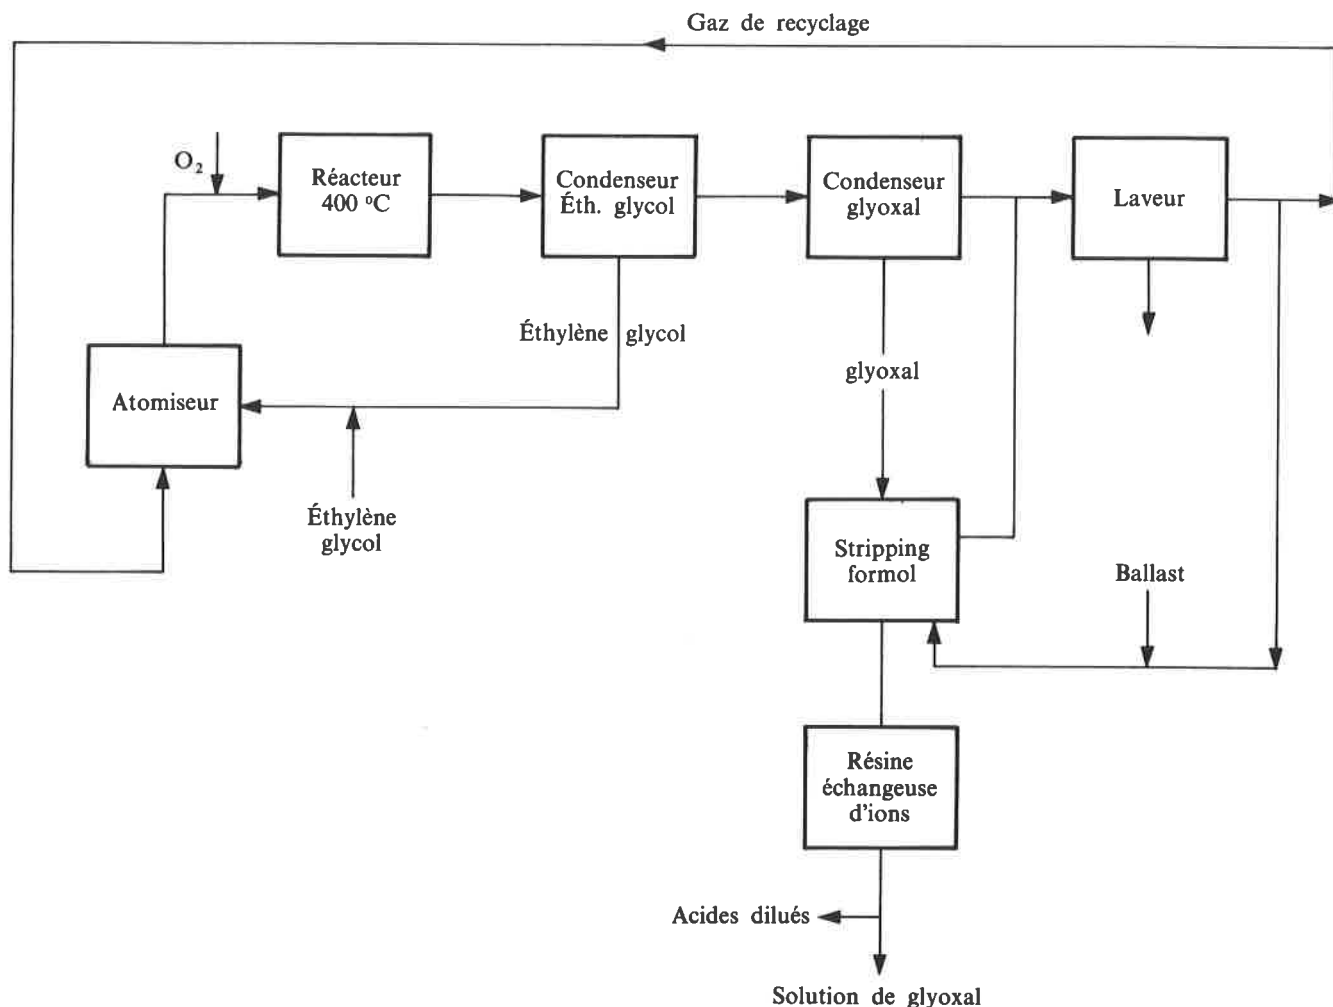 Gaz de recyclage
O₂
Réacteur
400 °C
Condenseur
Éth. glycol
Condenseur
glyoxal
Laveur
Éthylène glycol
glyoxal
Atomiseur
Éthylène
glycol
Stripping
formol
Ballast
Résine
échangeuse
d'ions
Acides dilués
Solution de glyoxal